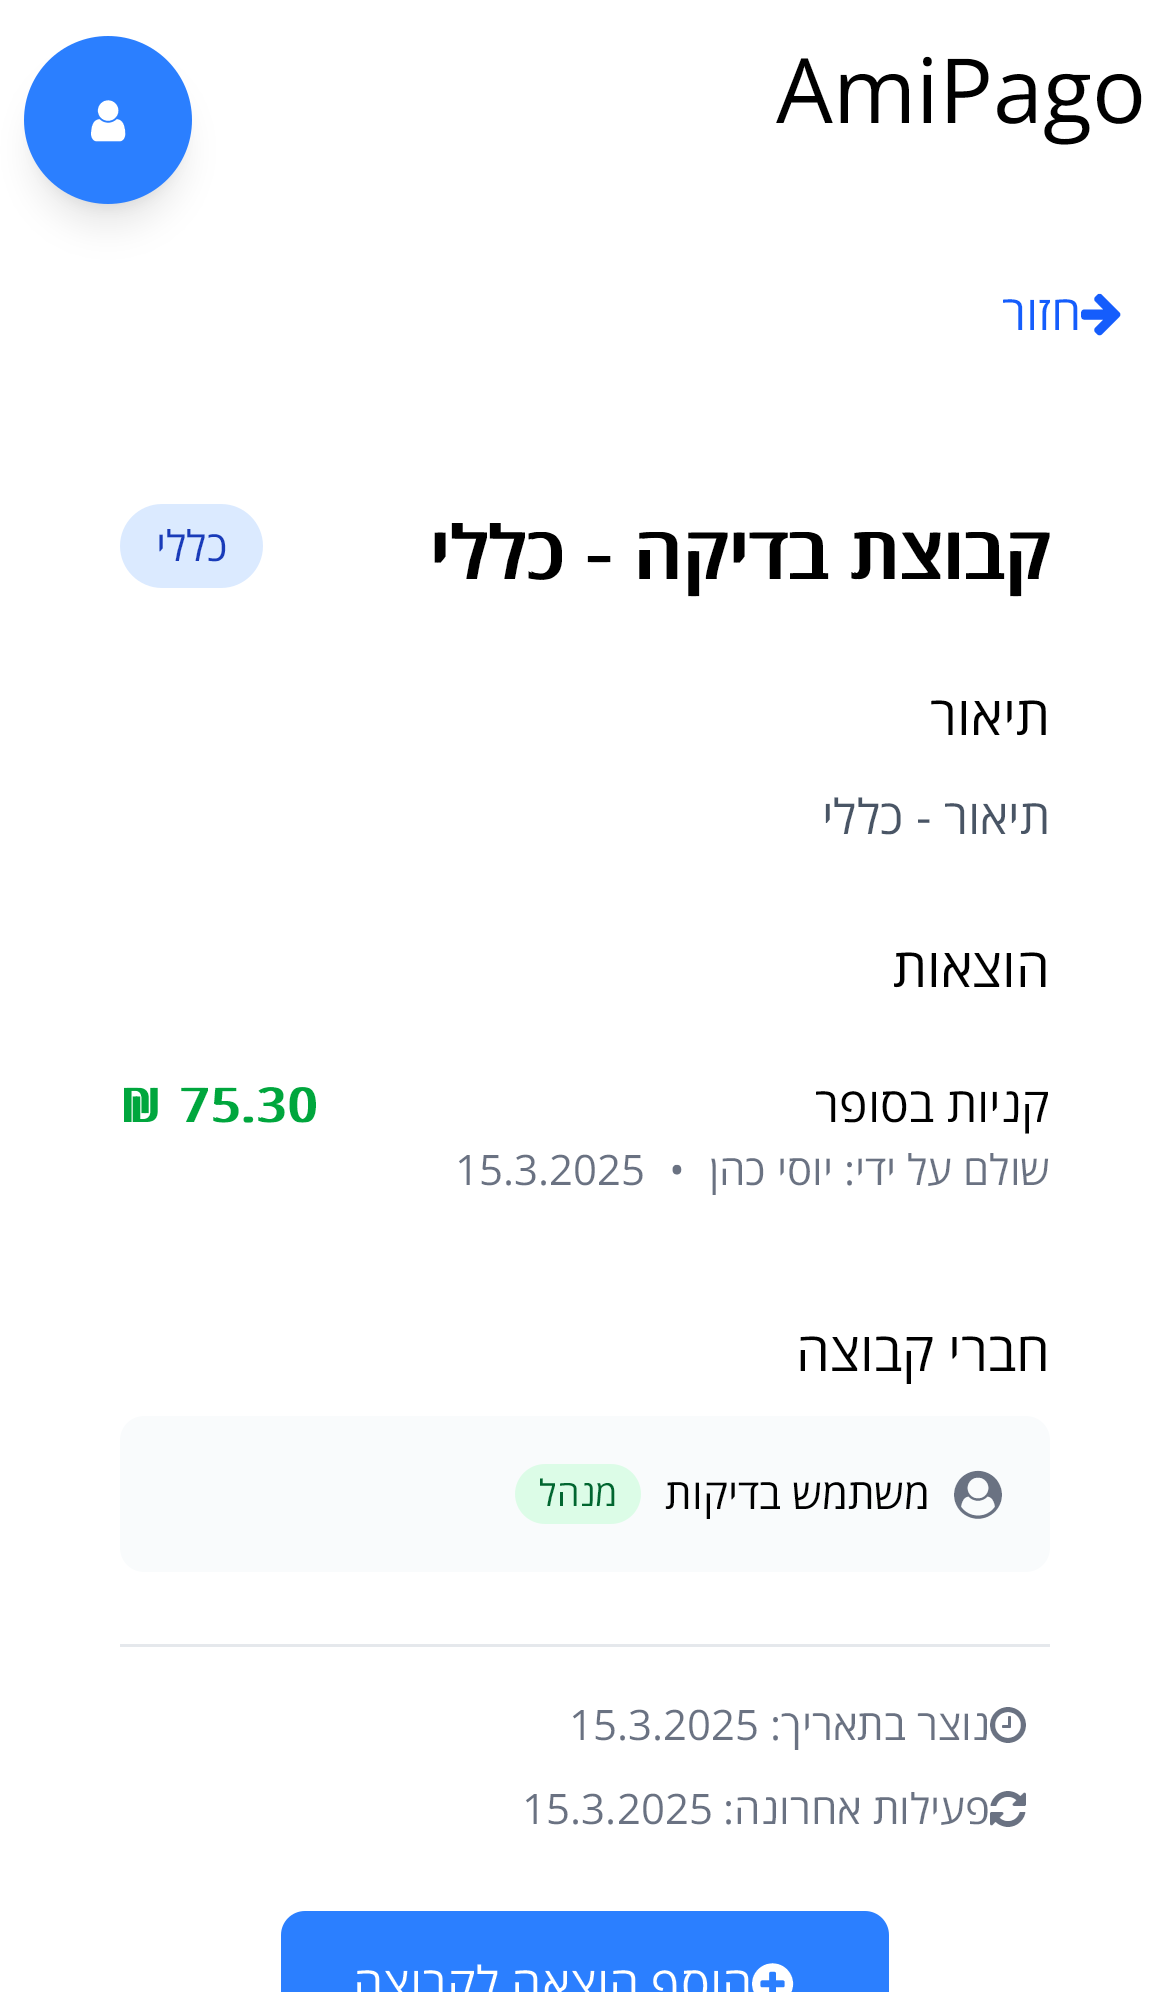 AmiPago
חזור
קבוצת בדיקה - כללי
כללי
תיאור
תיאור - כללי
הוצאות
קניות בסופר
75.30 ₪
שולם על ידי: יוסי כהן • 15.3.2025
חברי קבוצה
משתמש בדיקות מנהל
נוצר בתאריך: 15.3.2025
פעילות אחרונה: 15.3.2025
הוסף הוצאה לקבוצה